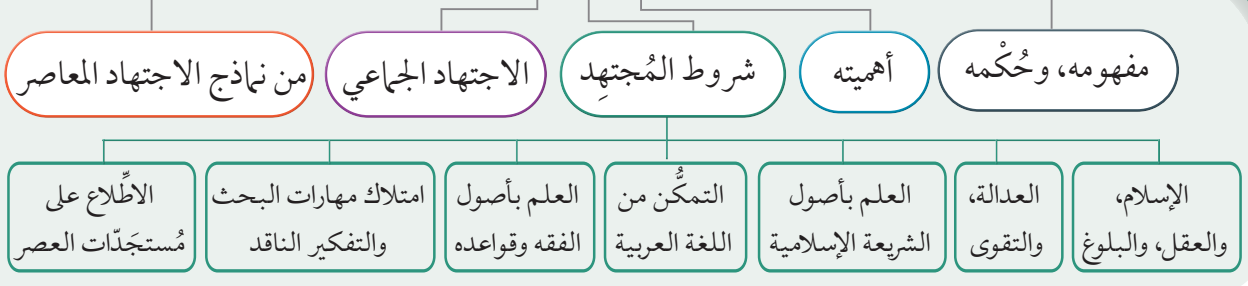 مفهومه، وحُكْمه
أهميته
شروط المُجتهِد
الاجتهاد الجماعي
من نماذج الاجتهاد المعاصر
الإسلام،
والعقل، والبلوغ
العدالة،
والتقوى
العلم بأصول
الشريعة الإسلامية
التمكُّن من
اللغة العربية
العلم بأصول
الفقه وقواعده
امتلاك مهارات البحث
والتفكير الناقد
الاطِّلاع على
مُستجَدّات العصر